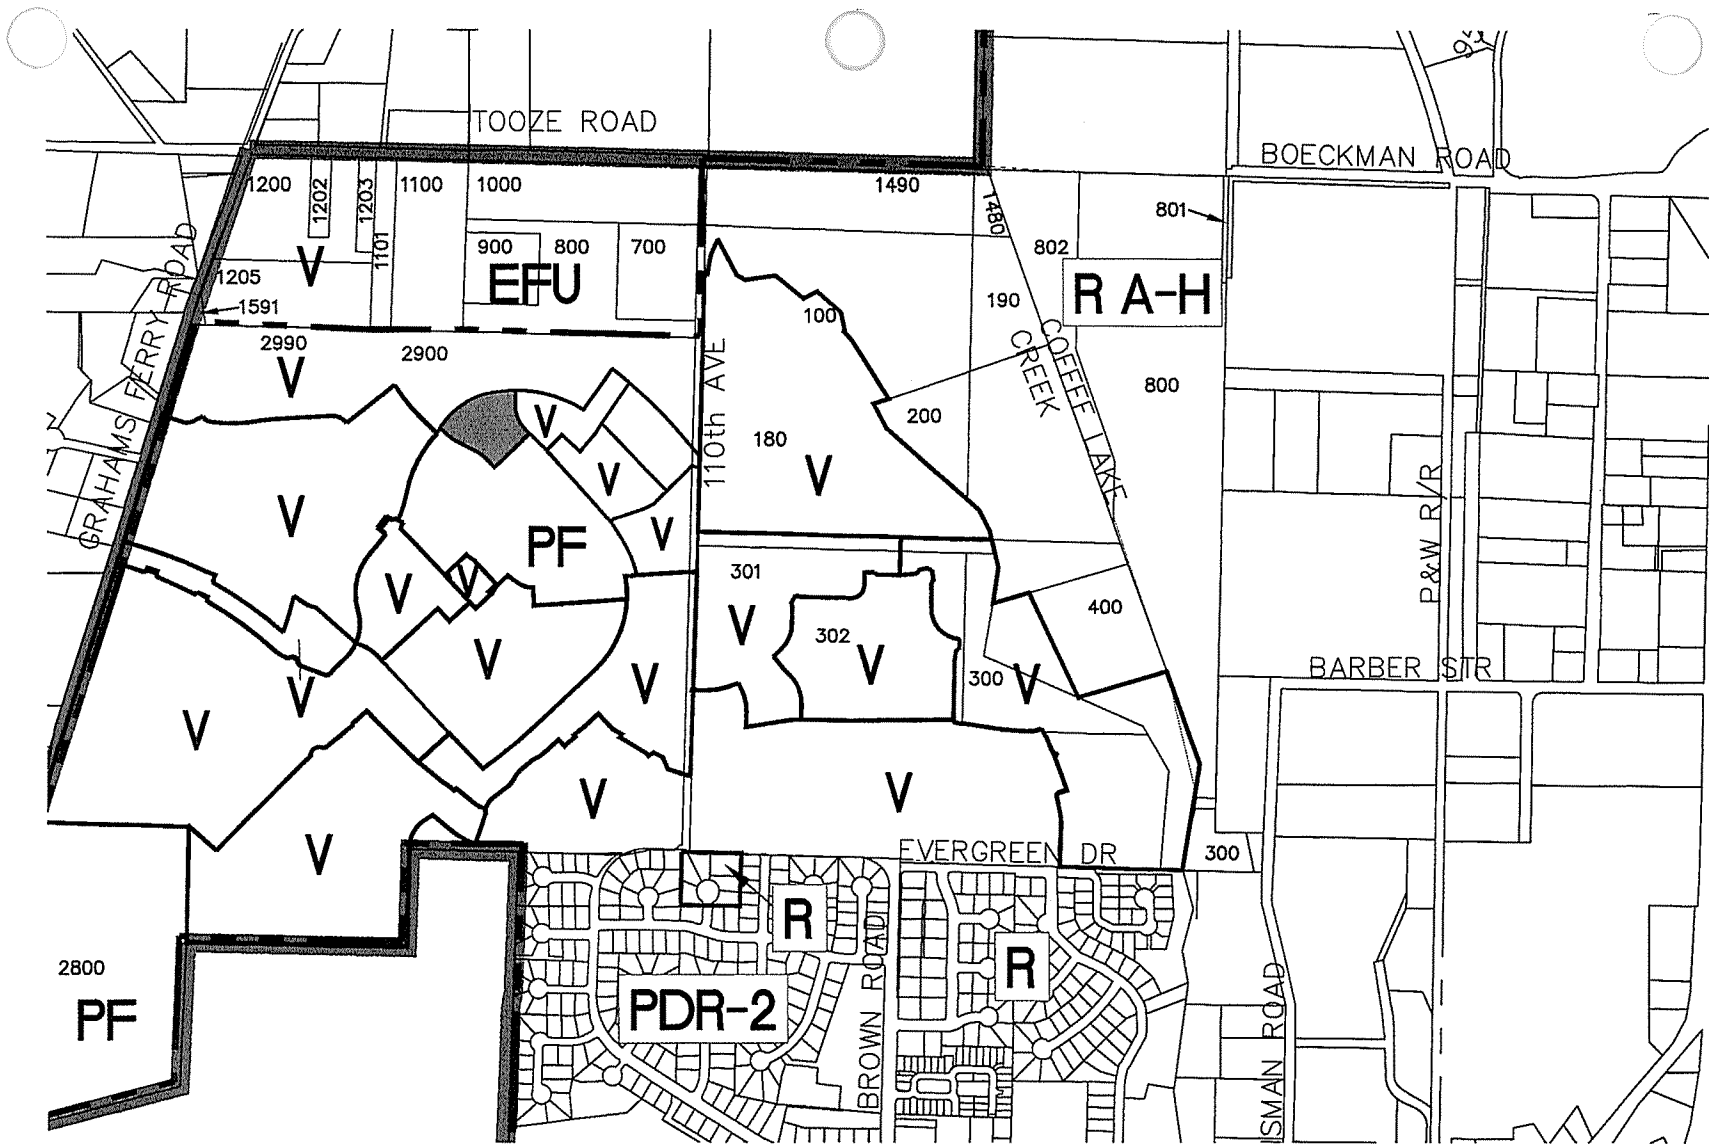 TOOZE ROAD
BOECKMAN ROAD
1200
1202
1203
1100
1000
1490
1480
801
GRAHAMS FERRY ROAD
V
1101
900
800
700
802
1205
EFU
190
R A-H
1591
100
2990
2900
110th AVE
COFFEE LAKE
CREEK
V
800
V
200
180
V
V
V
PF
V
P&W R/R
V
V
301
400
V
302
V
V
V
300
V
BARBER STR
V
V
V
V
V
EVERGREEN DR
300
R
BROWN ROAD
R
2800
PF
PDR-2
ISMAN ROAD